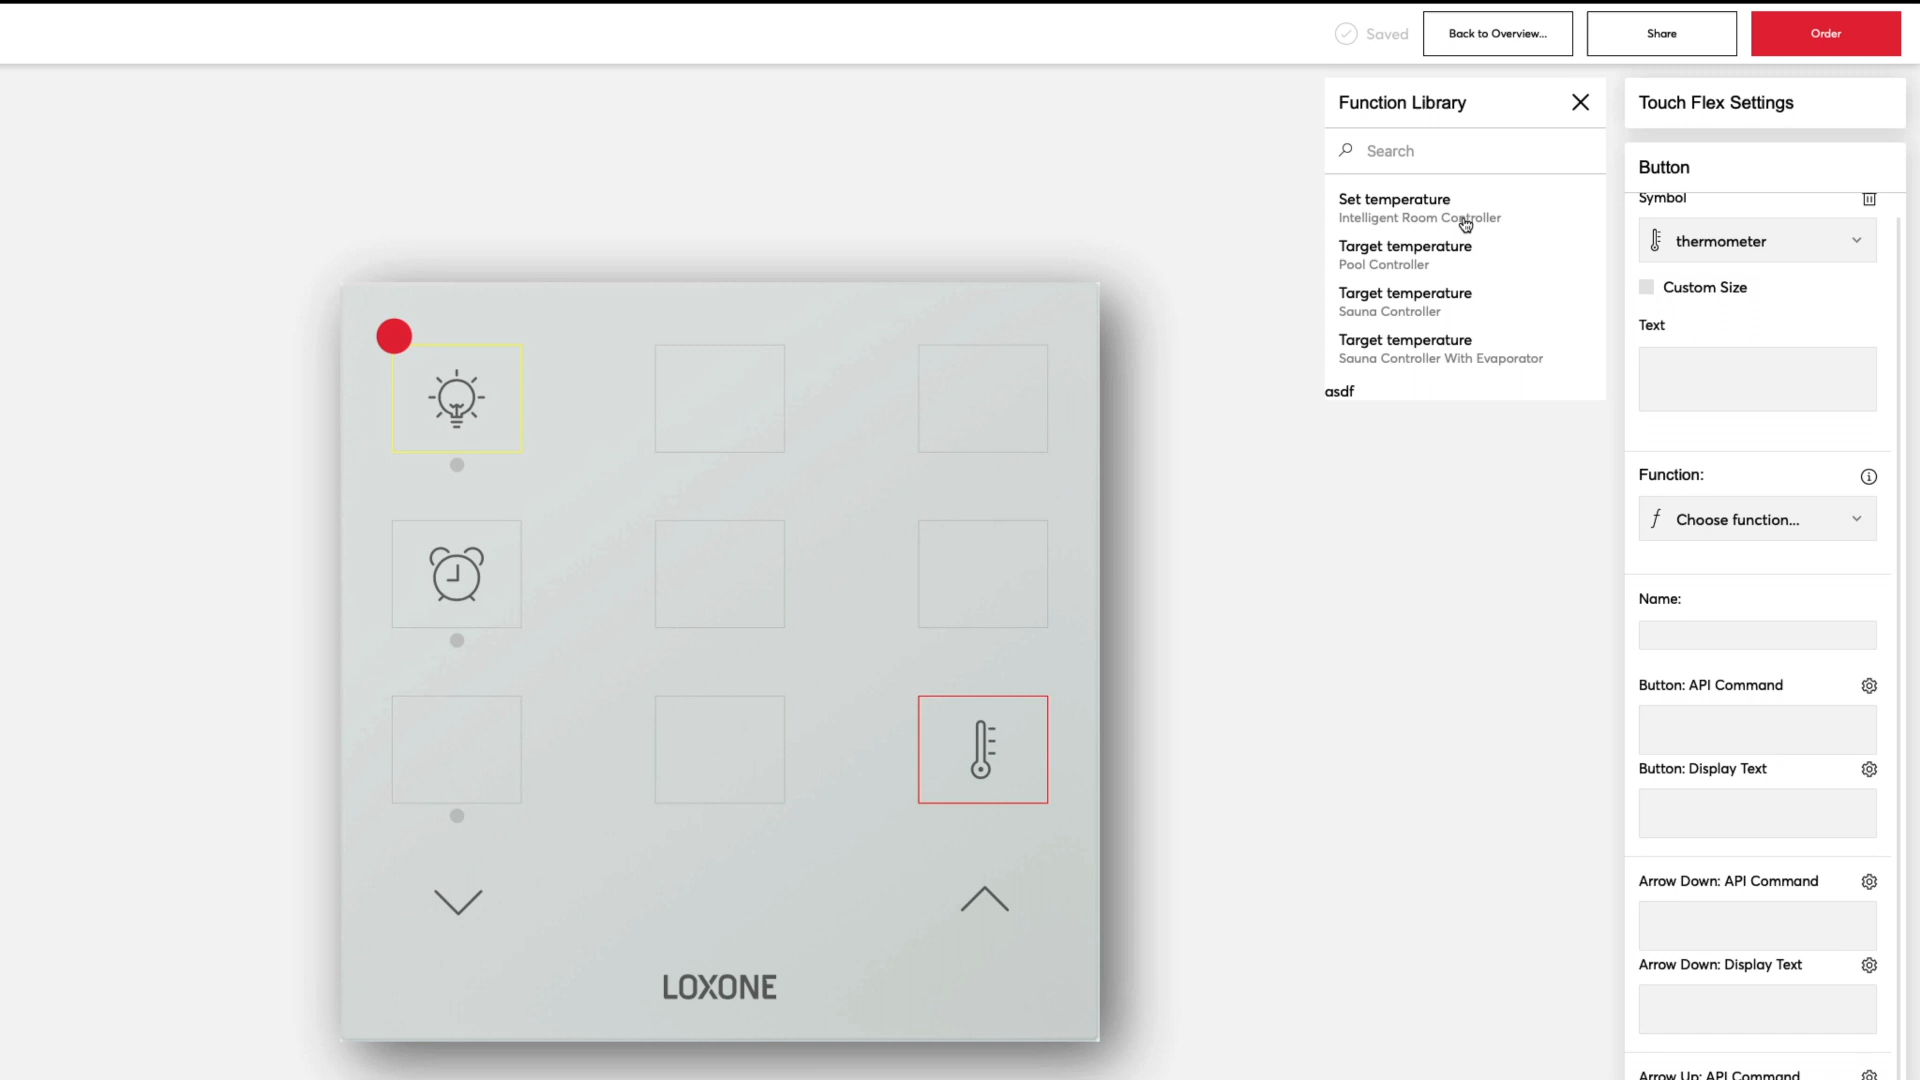 Saved
Back to Overview...
Share
Order
Function Library
Search
Set temperature
Intelligent Room Controller
Target temperature
Pool Controller
Target temperature
Sauna Controller
Target temperature
Sauna Controller With Evaporator
asdf
Touch Flex Settings
Button
Symbol
thermometer
Custom Size
Text
Function:
Choose function...
Name:
Button: API Command
Button: Display Text
Arrow Down: API Command
Arrow Down: Display Text
Arrow Up: API Command
LOXONE